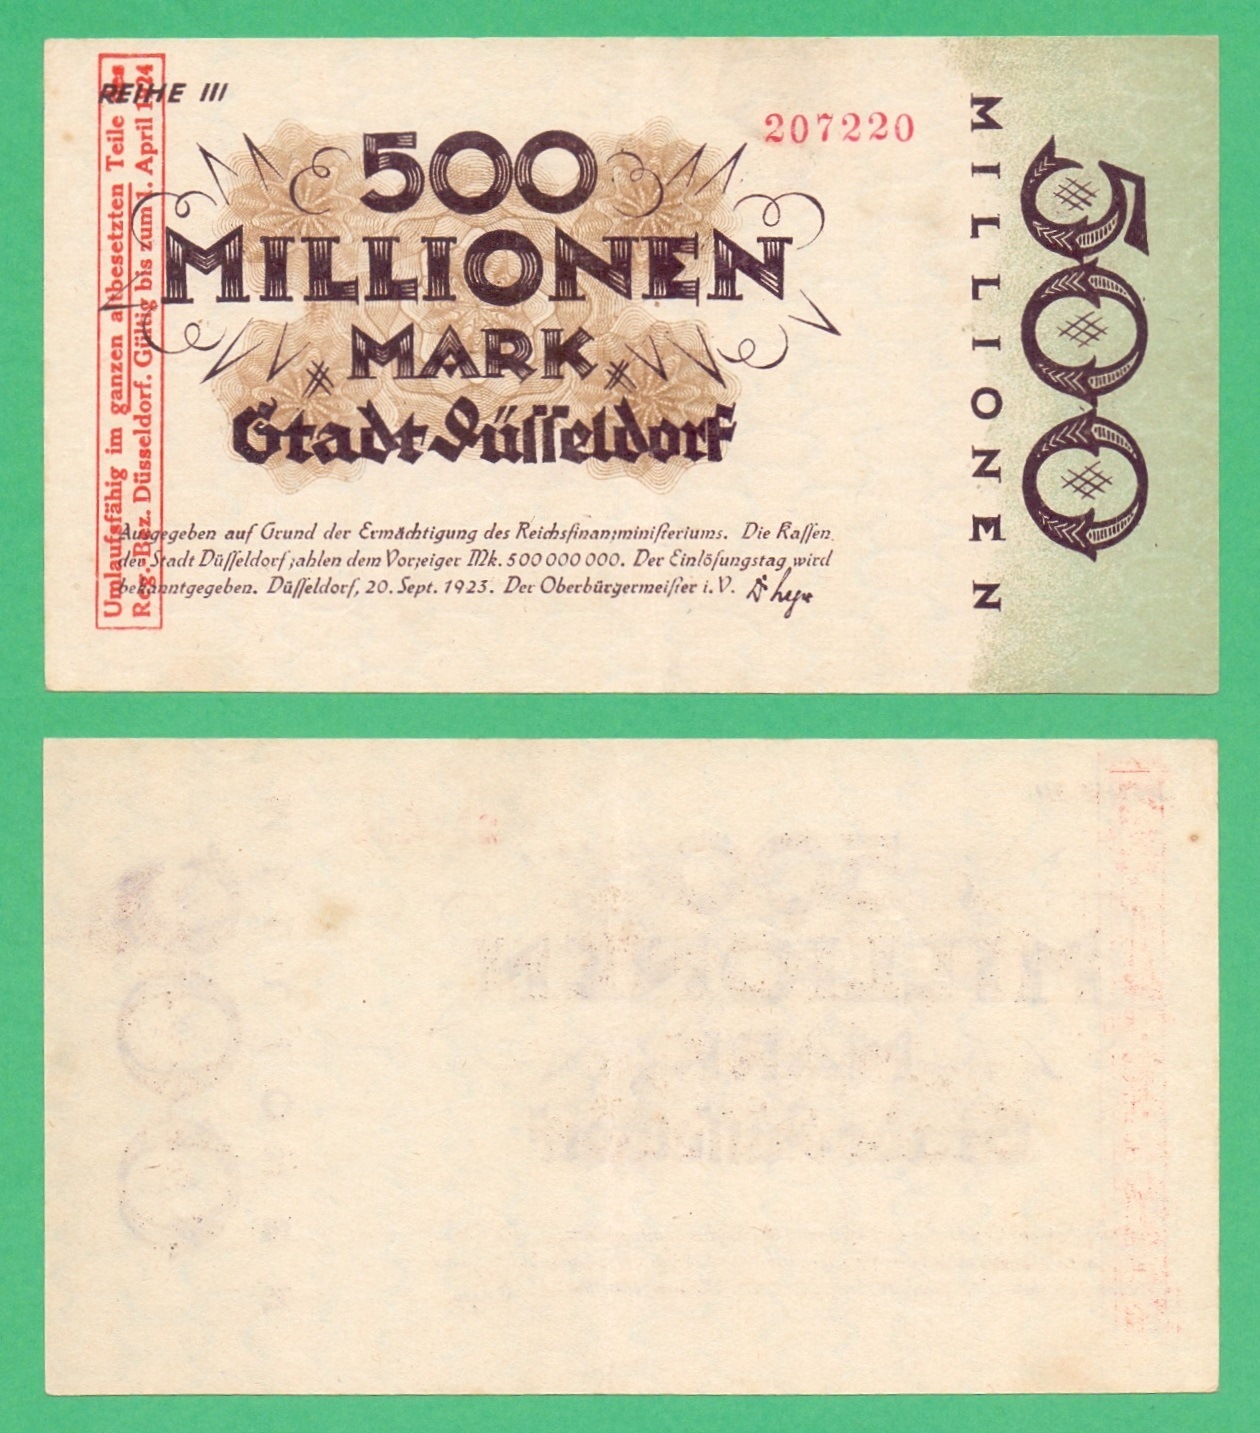 REIHE III
207220
500
MILLIONEN
MARK
Stadt Düsseldorf
Ausgegeben auf Grund der Ermächtigung des Reichsfinanzministeriums. Die Kassen
der Stadt Düsseldorf zahlen dem Vorzeiger Mk. 500 000 000. Der Einlösungstag wird
bekanntgegeben. Düsseldorf, 20. Sept. 1923. Der Oberbürgermeister i. V.
Umlaufsfähig im ganzen altbesetzten Teile des
Reg.-Bez. Düsseldorf. Gültig bis zum 1. April 1924
MILLIONEN
500